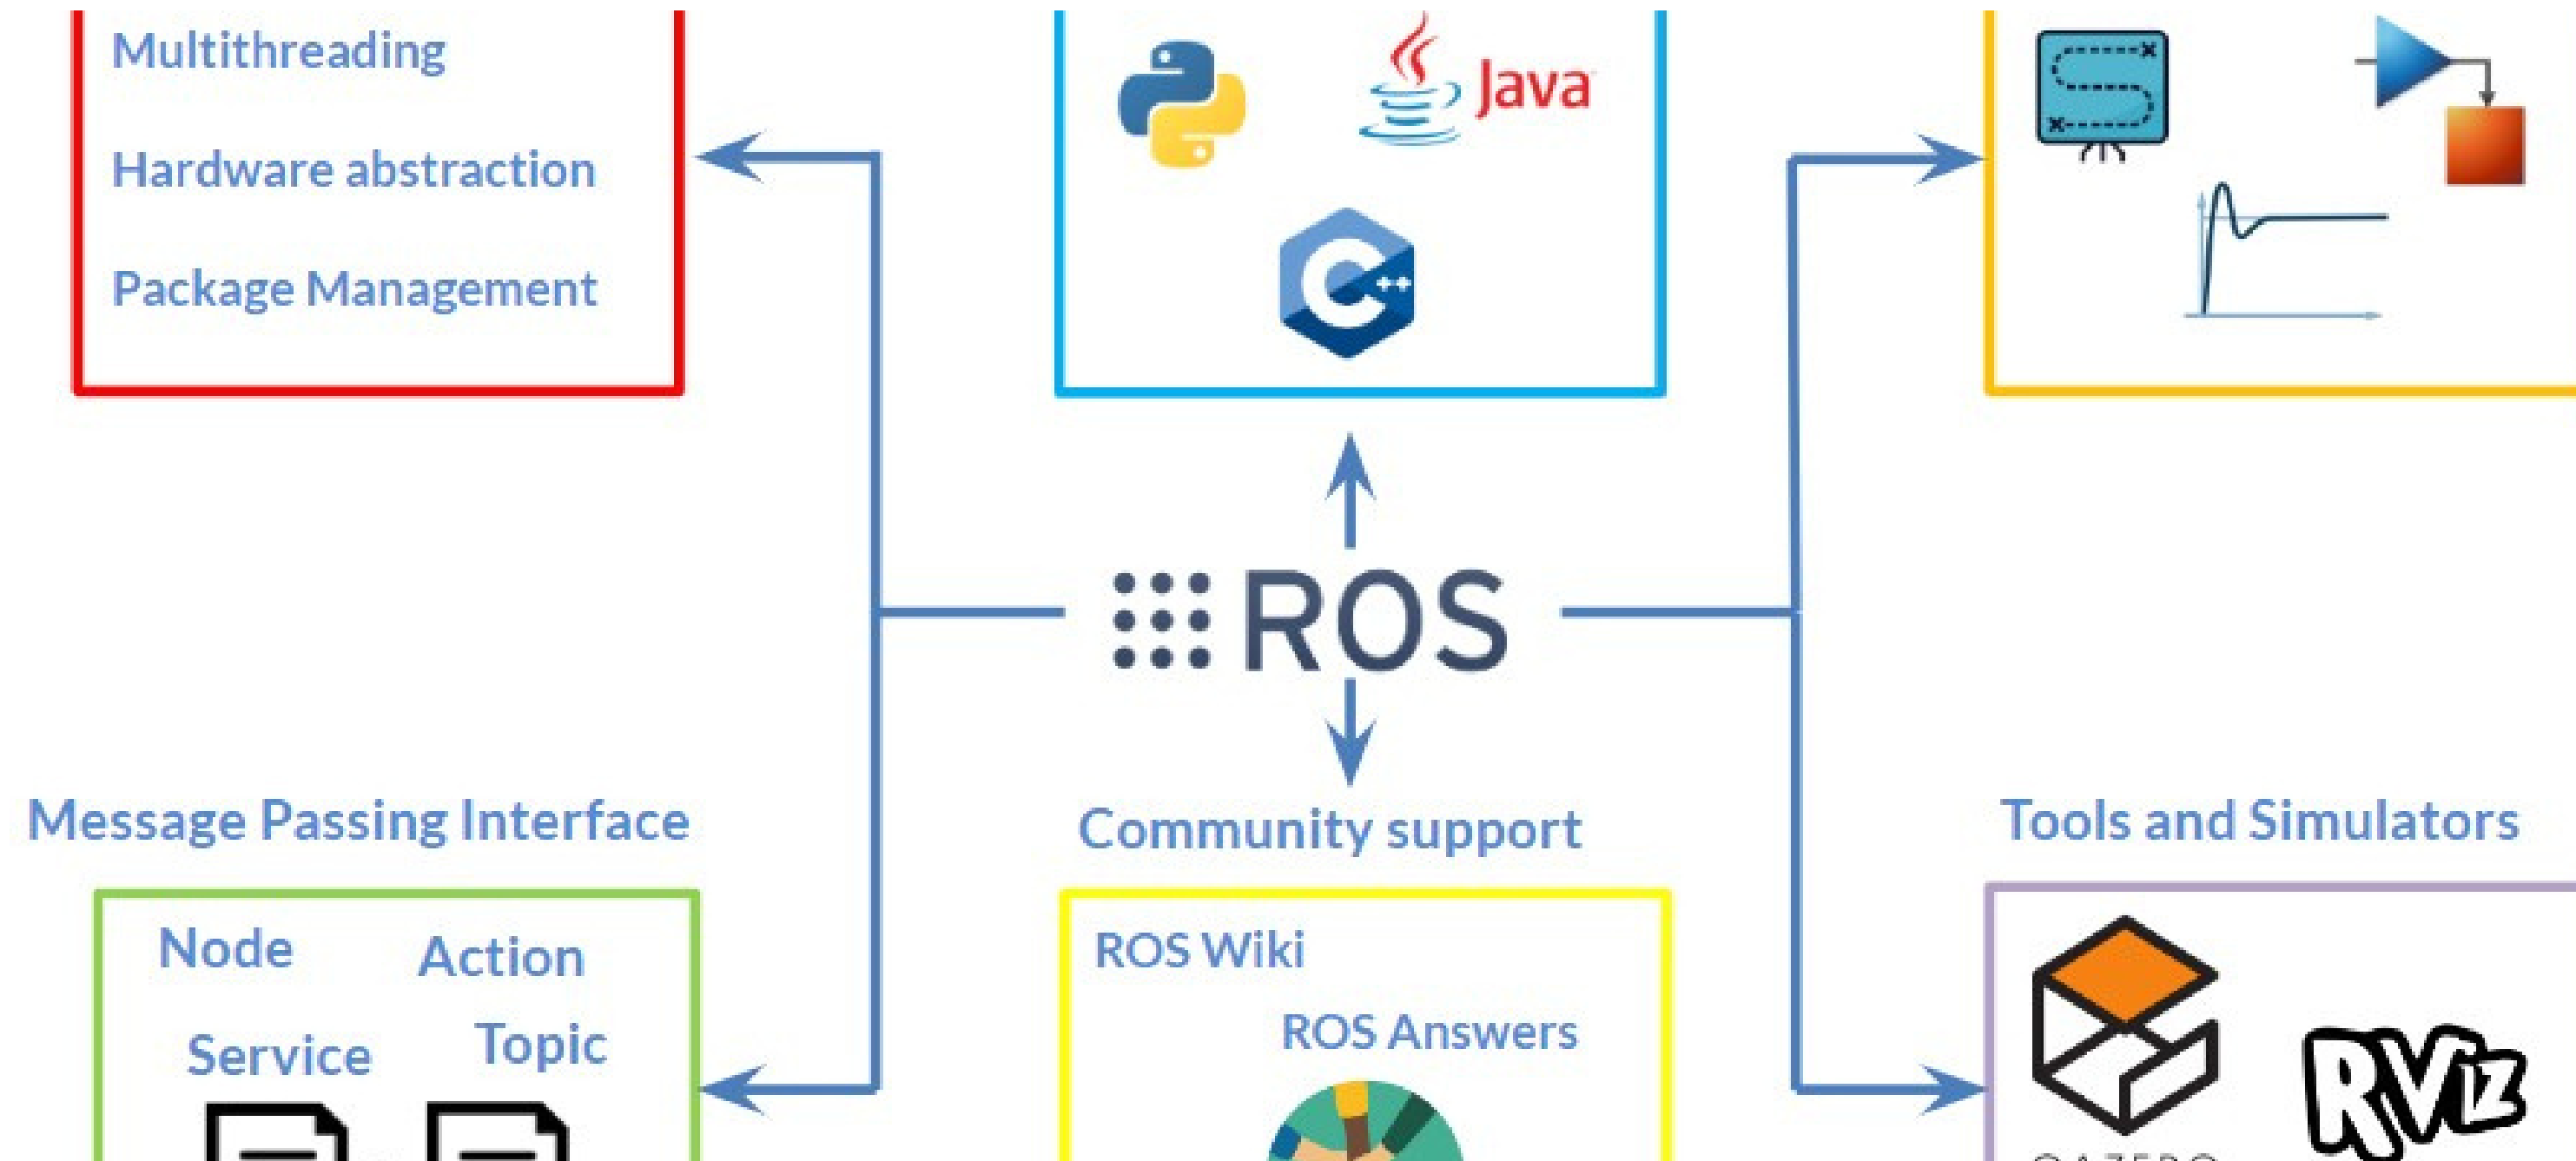 Multithreading
Hardware abstraction
Package Management
Java
C++
ROS
Message Passing Interface
Community support
Tools and Simulators
Node
Action
Service
Topic
ROS Wiki
ROS Answers
RViz